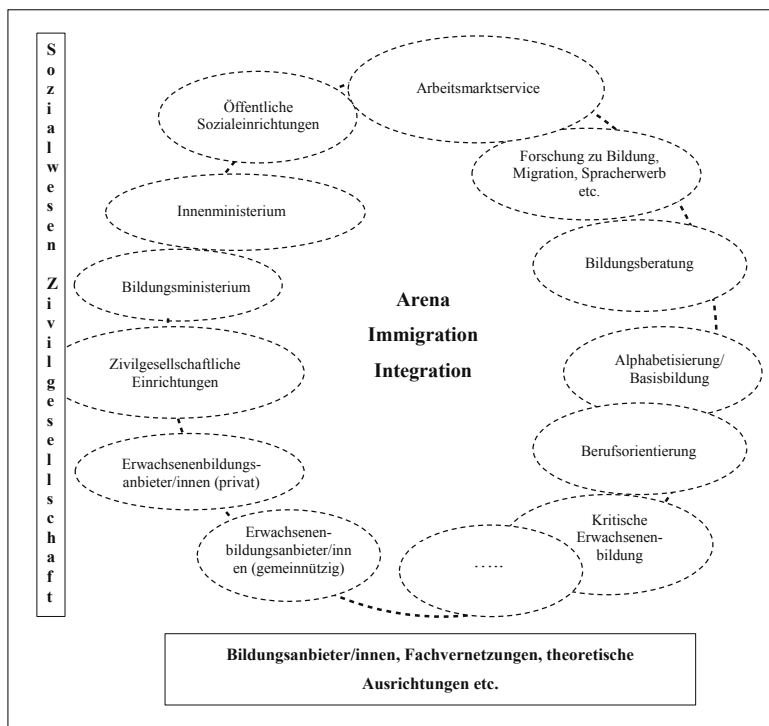 Sozialwesen Zivilgesellschaft
Arbeitsmarktservice
Öffentliche
Sozialeinrichtungen
Forschung zu Bildung,
Migration, Spracherwerb
etc.
Innenministerium
Bildungsberatung
Bildungsministerium
Arena
Immigration
Integration
Zivilgesellschaftliche
Einrichtungen
Alphabetisierung/
Basisbildung
Berufsorientierung
Erwachsenenbildungs-
anbieter/innen (privat)
Kritische
Erwachsenen-
bildung
Erwachsenen-
bildungsanbieter/inn
en (gemeinnützig)
.....
Bildungsanbieter/innen, Fachvernetzungen, theoretische
Ausrichtungen etc.